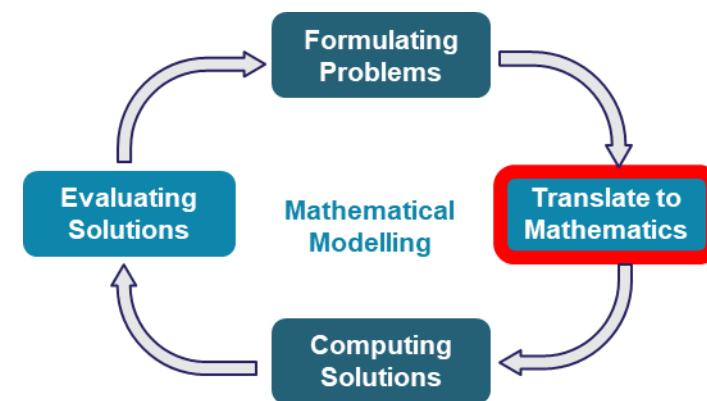 Formulating
Problems
Evaluating
Solutions
Mathematical
Modelling
Translate to
Mathematics
Computing
Solutions